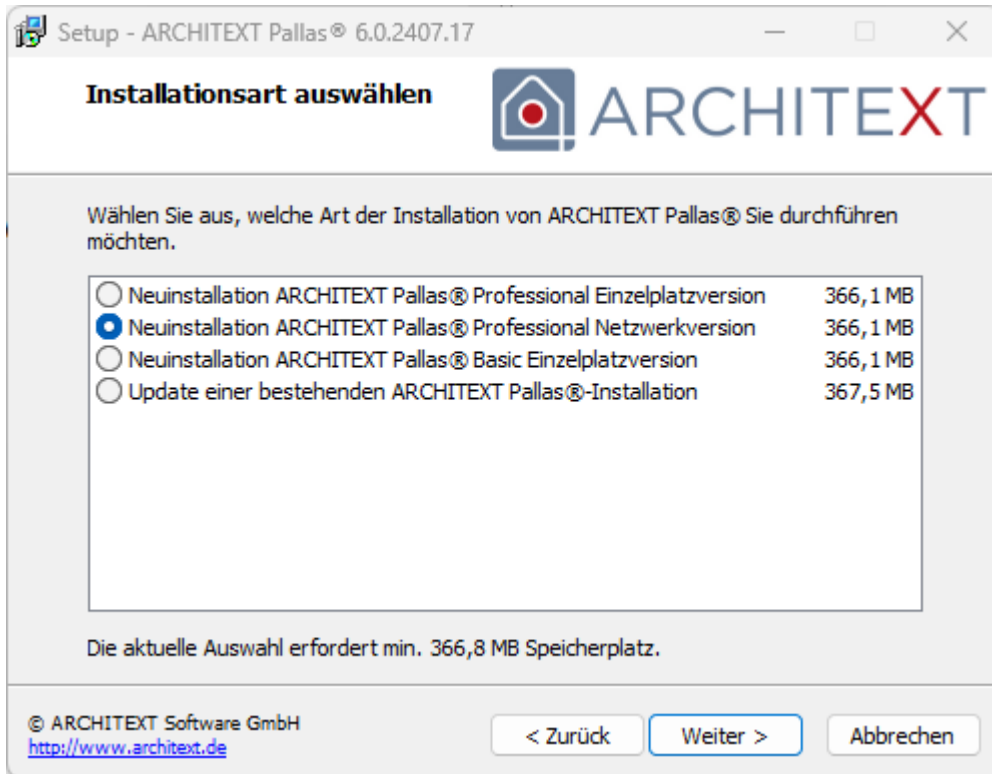 Setup - ARCHITEXT Pallas® 6.0.2407.17
Installationsart auswählen
ARCHITEXT
Wählen Sie aus, welche Art der Installation von ARCHITEXT Pallas® Sie durchführen
möchten.
Neuinstallation ARCHITEXT Pallas® Professional Einzelplatzversion 366,1 MB
Neuinstallation ARCHITEXT Pallas® Professional Netzwerkversion 366,1 MB
Neuinstallation ARCHITEXT Pallas® Basic Einzelplatzversion 366,1 MB
Update einer bestehenden ARCHITEXT Pallas®-Installation 367,5 MB
Die aktuelle Auswahl erfordert min. 366,8 MB Speicherplatz.
© ARCHITEXT Software GmbH
http://www.architext.de
< Zurück Weiter > Abbrechen